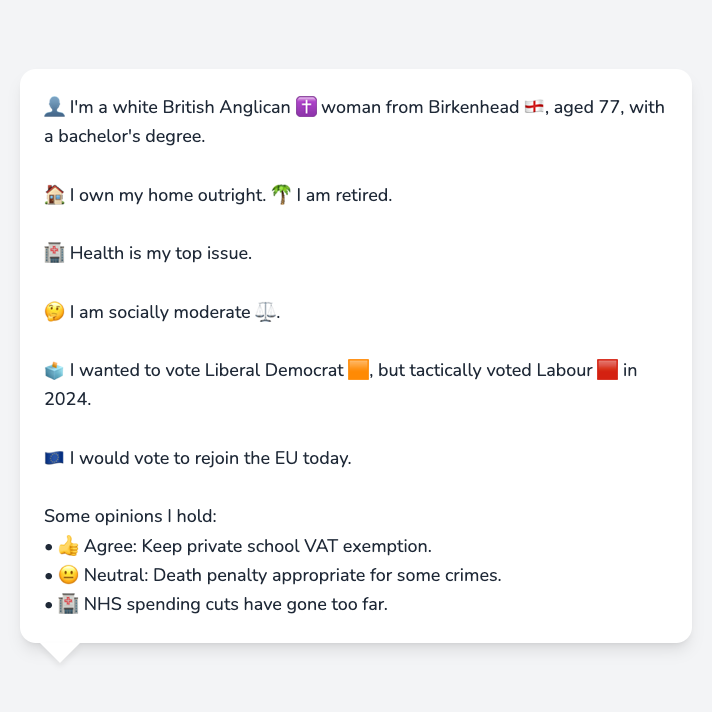 👤 I'm a white British Anglican ✝️ woman from Birkenhead 🏴󠁧󠁢󠁥󠁮󠁧󠁿, aged 77, with
a bachelor's degree.
🏠 I own my home outright. 🌴 I am retired.
🏥 Health is my top issue.
🤔 I am socially moderate ⚖️.
🗳️ I wanted to vote Liberal Democrat 🟧, but tactically voted Labour 🟥 in
2024.
🇪🇺 I would vote to rejoin the EU today.
Some opinions I hold:
• 👍 Agree: Keep private school VAT exemption.
• 😐 Neutral: Death penalty appropriate for some crimes.
• 🏥 NHS spending cuts have gone too far.